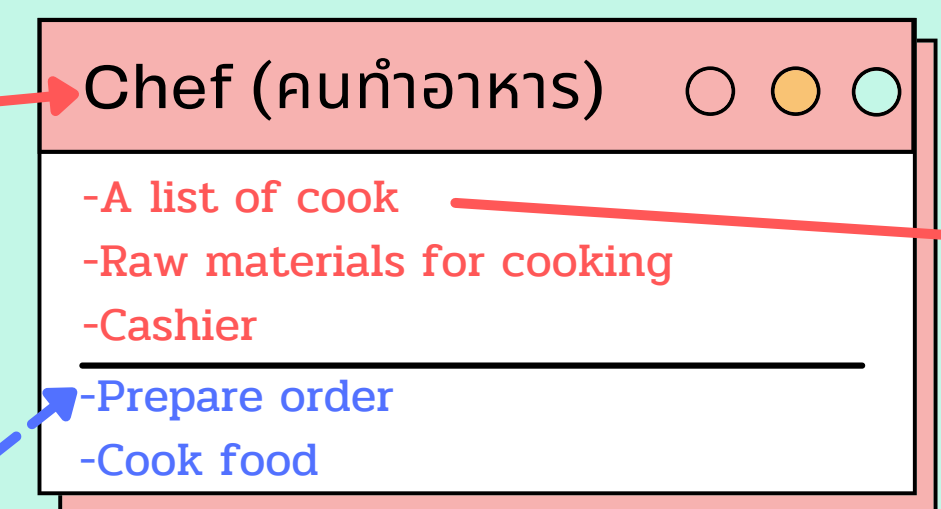 Chef (คนทำอาหาร)
-A list of cook
-Raw materials for cooking
-Cashier
-Prepare order
-Cook food